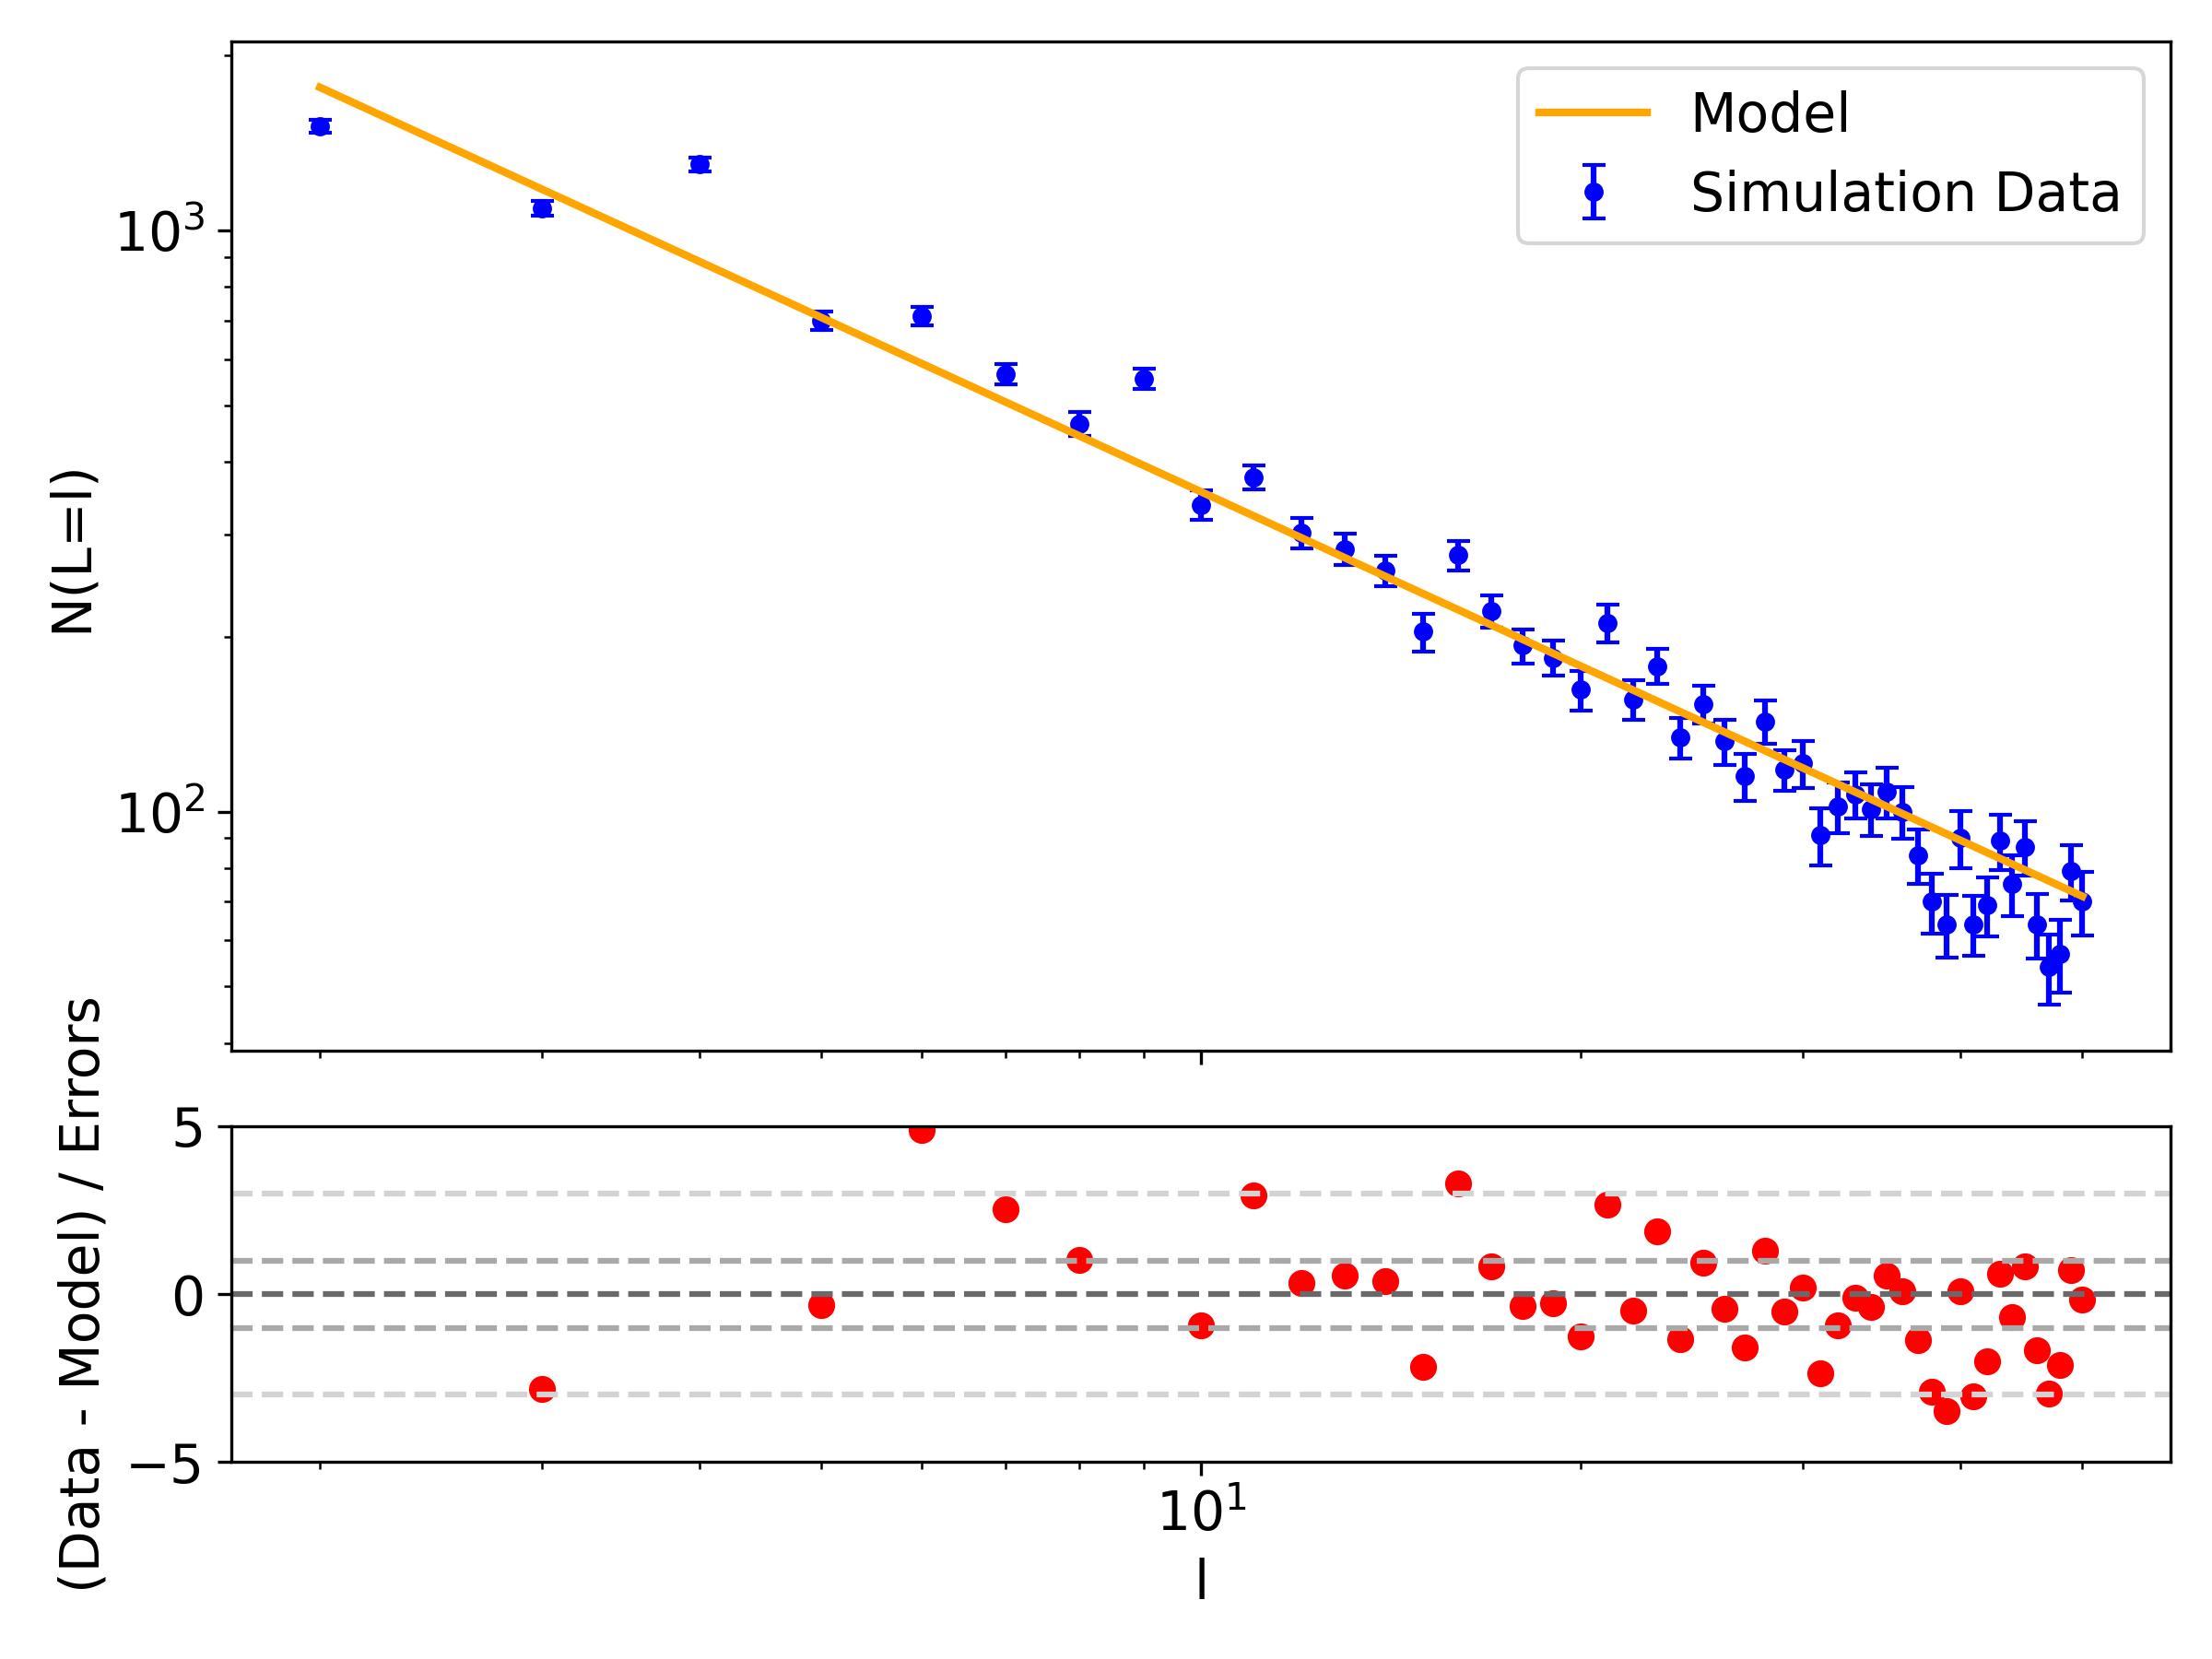 Model
Simulation Data
N(L=l)
10³
10²
(Data - Model) / Errors
5
0
−5
10¹
l